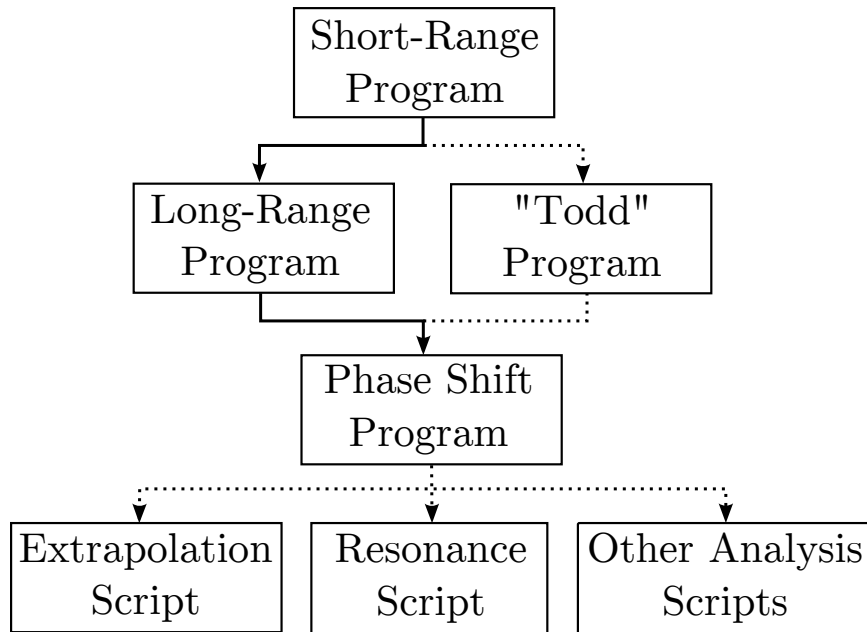 Short-Range
Program
Long-Range
Program
"Todd"
Program
Phase Shift
Program
Extrapolation
Script
Resonance
Script
Other Analysis
Scripts